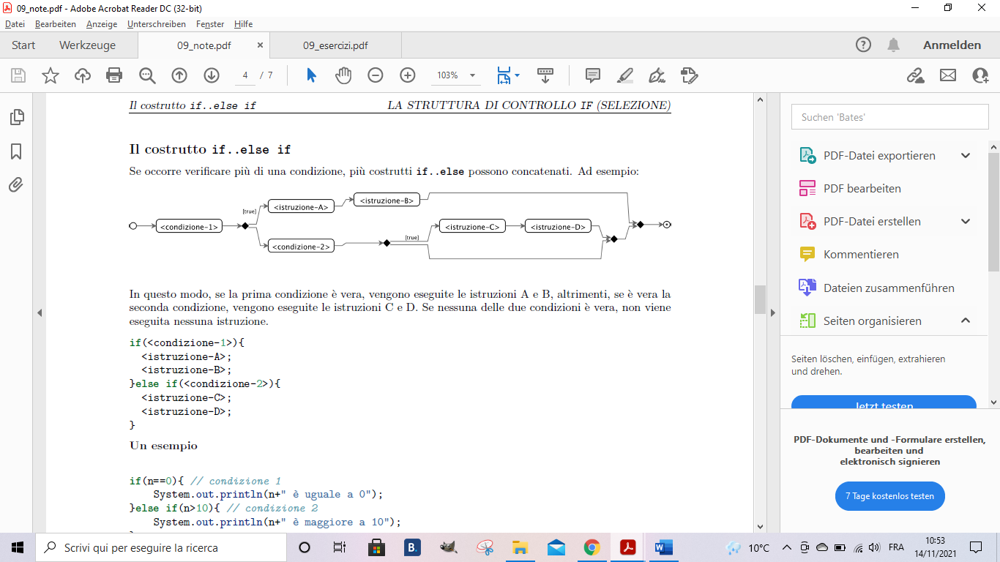 09_note.pdf - Adobe Acrobat Reader DC (32-bit)
Datei Bearbeiten Anzeige Unterschreiben Fenster Hilfe
Start Werkzeuge 09_note.pdf × 09_esercizi.pdf Anmelden
4 / 7 103%
Il costrutto if..else if LA STRUTTURA DI CONTROLLO IF (SELEZIONE)
Il costrutto if..else if
Se occorre verificare più di una condizione, più costrutti if..else possono concatenati. Ad esempio:
<condizione-1>
[true]
<istruzione-A>
<istruzione-B>
<condizione-2>
[true]
<istruzione-C>
<istruzione-D>
In questo modo, se la prima condizione è vera, vengono eseguite le istruzioni A e B, altrimenti, se è vera la
seconda condizione, vengono eseguite le istruzioni C e D. Se nessuna delle due condizioni è vera, non viene
eseguita nessuna istruzione.
if(<condizione-1>){
<istruzione-A>;
<istruzione-B>;
}else if(<condizione-2>){
<istruzione-C>;
<istruzione-D>;
}
Un esempio
if(n==0){ // condizione 1
System.out.println(n+" è uguale a 0");
}else if(n>10){ // condizione 2
System.out.println(n+" è maggiore a 10");
Suchen 'Bates'
PDF-Datei exportieren
PDF bearbeiten
PDF-Datei erstellen
Kommentieren
Dateien zusammenführen
Seiten organisieren
Seiten löschen, einfügen, extrahieren
und drehen.
Jetzt testen
PDF-Dokumente und -Formulare erstellen,
bearbeiten und
elektronisch signieren
7 Tage kostenlos testen
Scrivi qui per eseguire la ricerca
B.
10°C
FRA
10:53
14/11/2021